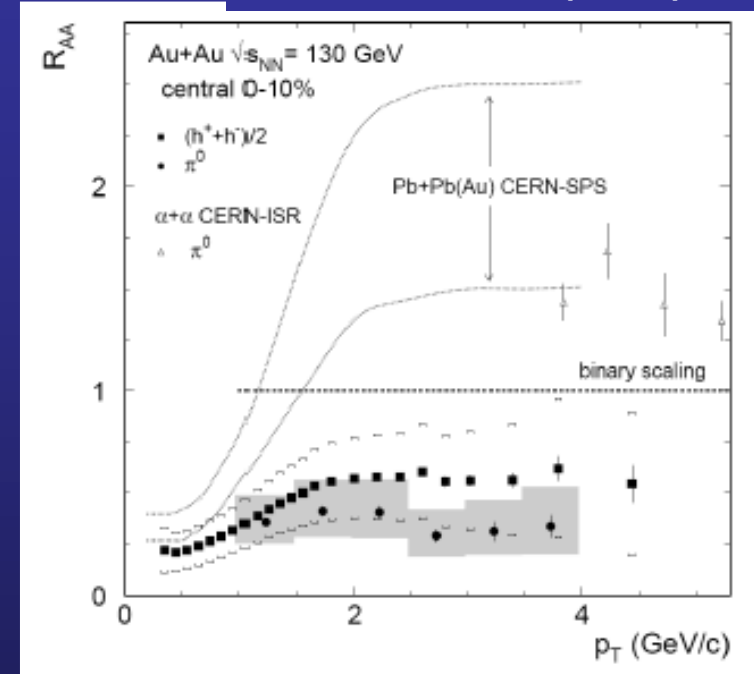 R_AA
Au+Au √s_NN = 130 GeV
central 0-10%
■ (h⁺+h⁻)/2
● π⁰
α+α CERN-ISR
△ π⁰
Pb+Pb(Au) CERN-SPS
binary scaling
2
1
0
0 2 4
p_T (GeV/c)